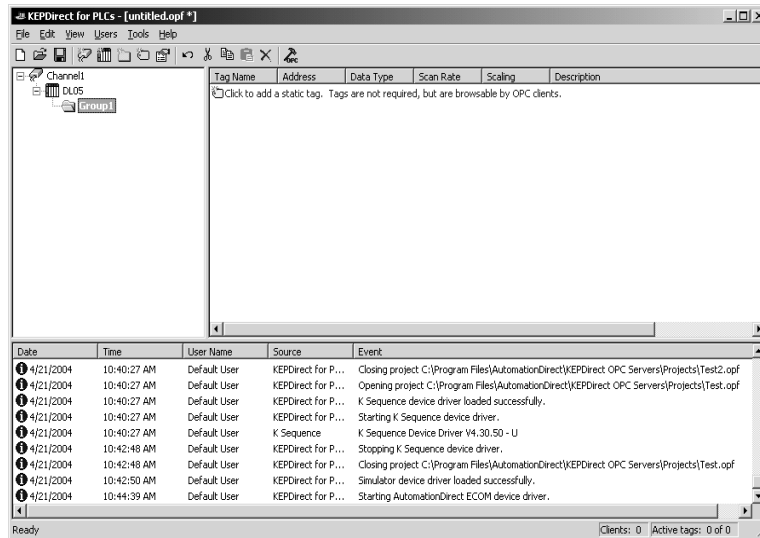 KEPDirect for PLCs - [untitled.opf *]
File Edit View Users Tools Help
OPC
Channel1
DL05
Group1
Tag Name Address Data Type Scan Rate Scaling Description
Click to add a static tag. Tags are not required, but are browsable by OPC clients.
Date Time User Name Source Event
4/21/2004 10:40:27 AM Default User KEPDirect for P... Closing project C:\Program Files\AutomationDirect\KEPDirect OPC Servers\Projects\Test2.opf
4/21/2004 10:40:27 AM Default User KEPDirect for P... Opening project C:\Program Files\AutomationDirect\KEPDirect OPC Servers\Projects\Test.opf
4/21/2004 10:40:27 AM Default User KEPDirect for P... K Sequence device driver loaded successfully.
4/21/2004 10:40:27 AM Default User KEPDirect for P... Starting K Sequence device driver.
4/21/2004 10:40:27 AM Default User K Sequence K Sequence Device Driver V4.30.50 - U
4/21/2004 10:42:48 AM Default User KEPDirect for P... Stopping K Sequence device driver.
4/21/2004 10:42:48 AM Default User KEPDirect for P... Closing project C:\Program Files\AutomationDirect\KEPDirect OPC Servers\Projects\Test.opf
4/21/2004 10:42:50 AM Default User KEPDirect for P... Simulator device driver loaded successfully.
4/21/2004 10:44:39 AM Default User KEPDirect for P... Starting AutomationDirect ECOM device driver.
Ready Clients: 0 Active tags: 0 of 0